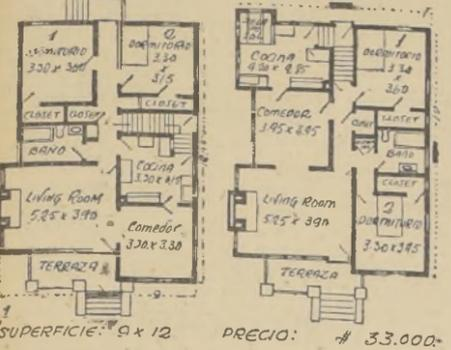 1
DORMITORIO
3.30 x 3.60
2
DORMITORIO
3.30
x
3.15
CLOSET
CLOSET
CLOSET
BAÑO
COCINA
LIVING ROOM
5.25 x 3.90
Comedor
3.30 x 3.30
TERRAZA
COCINA
COMEDOR
3.95 x 3.95
1
DORMITORIO
3.30
x
3.60
CLOSET
BAÑO
CLOSET
LIVING ROOM
5.25 x 3.90
2
DORMITORIO
3.30 x 3.95
TERRAZA
1
SUPERFICIE: 9 x 12
PRECIO: # 33.000.-